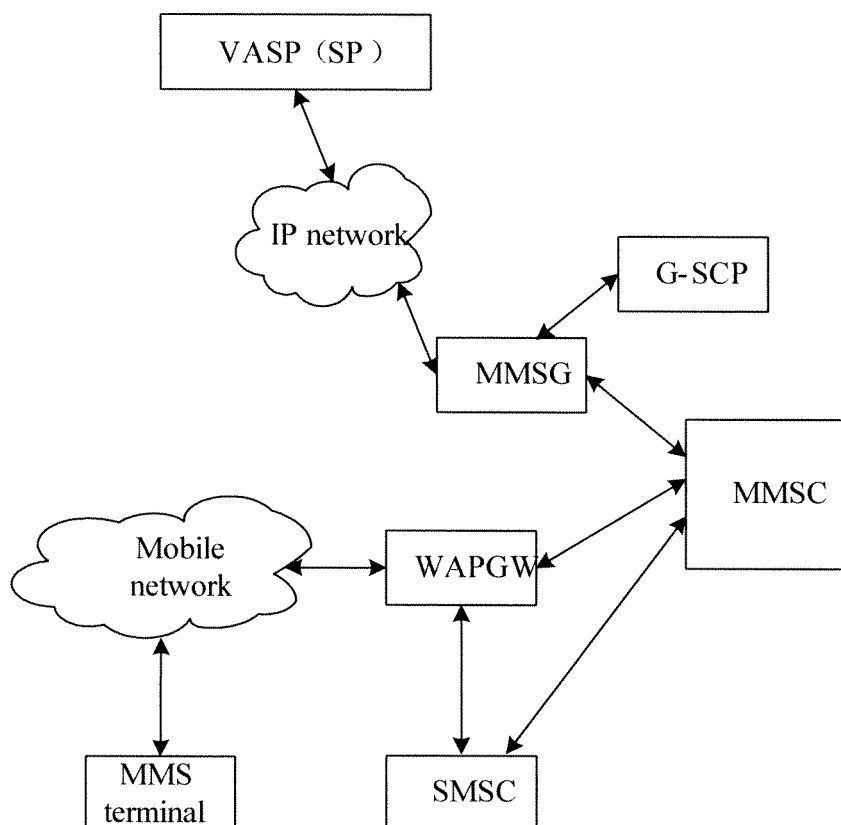 VASP（SP）
IP network
G-SCP
MMSG
MMSC
Mobile
network
WAPGW
MMS
terminal
SMSC